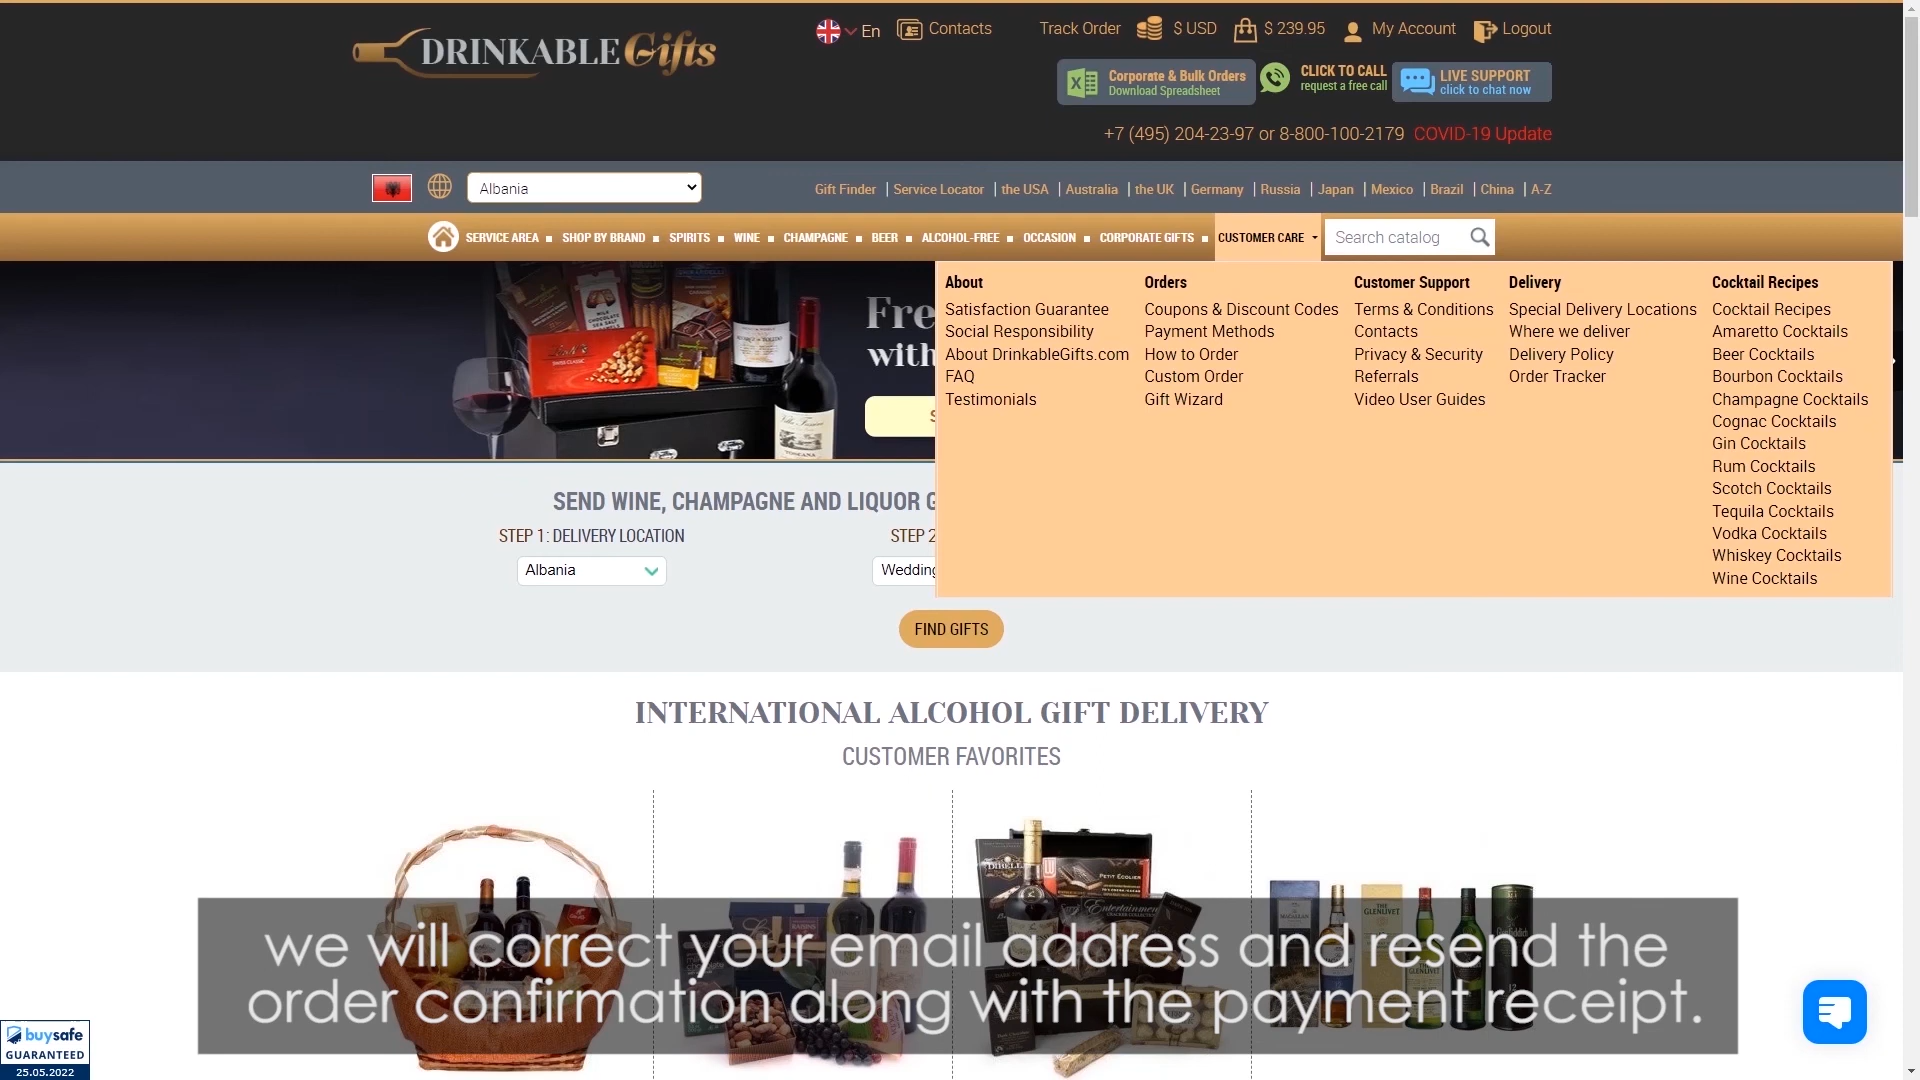 DRINKABLE Gifts
En
Contacts
Track Order
$ USD
$ 239.95
My Account
Logout
Corporate & Bulk Orders
Download Spreadsheet
CLICK TO CALL
request a free call
LIVE SUPPORT
click to chat now
+7 (495) 204-23-97 or 8-800-100-2179 COVID-19 Update
Albania
Gift Finder | Service Locator | the USA | Australia | the UK | Germany | Russia | Japan | Mexico | Brazil | China | A-Z
SERVICE AREA SHOP BY BRAND SPIRITS WINE CHAMPAGNE BEER ALCOHOL-FREE OCCASION CORPORATE GIFTS CUSTOMER CARE
Search catalog
Fre
with
S
About
Satisfaction Guarantee
Social Responsibility
About DrinkableGifts.com
FAQ
Testimonials
Orders
Coupons & Discount Codes
Payment Methods
How to Order
Custom Order
Gift Wizard
Customer Support
Terms & Conditions
Contacts
Privacy & Security
Referrals
Video User Guides
Delivery
Special Delivery Locations
Where we deliver
Delivery Policy
Order Tracker
Cocktail Recipes
Cocktail Recipes
Amaretto Cocktails
Beer Cocktails
Bourbon Cocktails
Champagne Cocktails
Cognac Cocktails
Gin Cocktails
Rum Cocktails
Scotch Cocktails
Tequila Cocktails
Vodka Cocktails
Whiskey Cocktails
Wine Cocktails
SEND WINE, CHAMPAGNE AND LIQUOR G
STEP 1: DELIVERY LOCATION
STEP 2
Albania
Wedding
FIND GIFTS
INTERNATIONAL ALCOHOL GIFT DELIVERY
CUSTOMER FAVORITES
we will correct your email address and resend the
order confirmation along with the payment receipt.
buysafe
GUARANTEED
25.05.2022